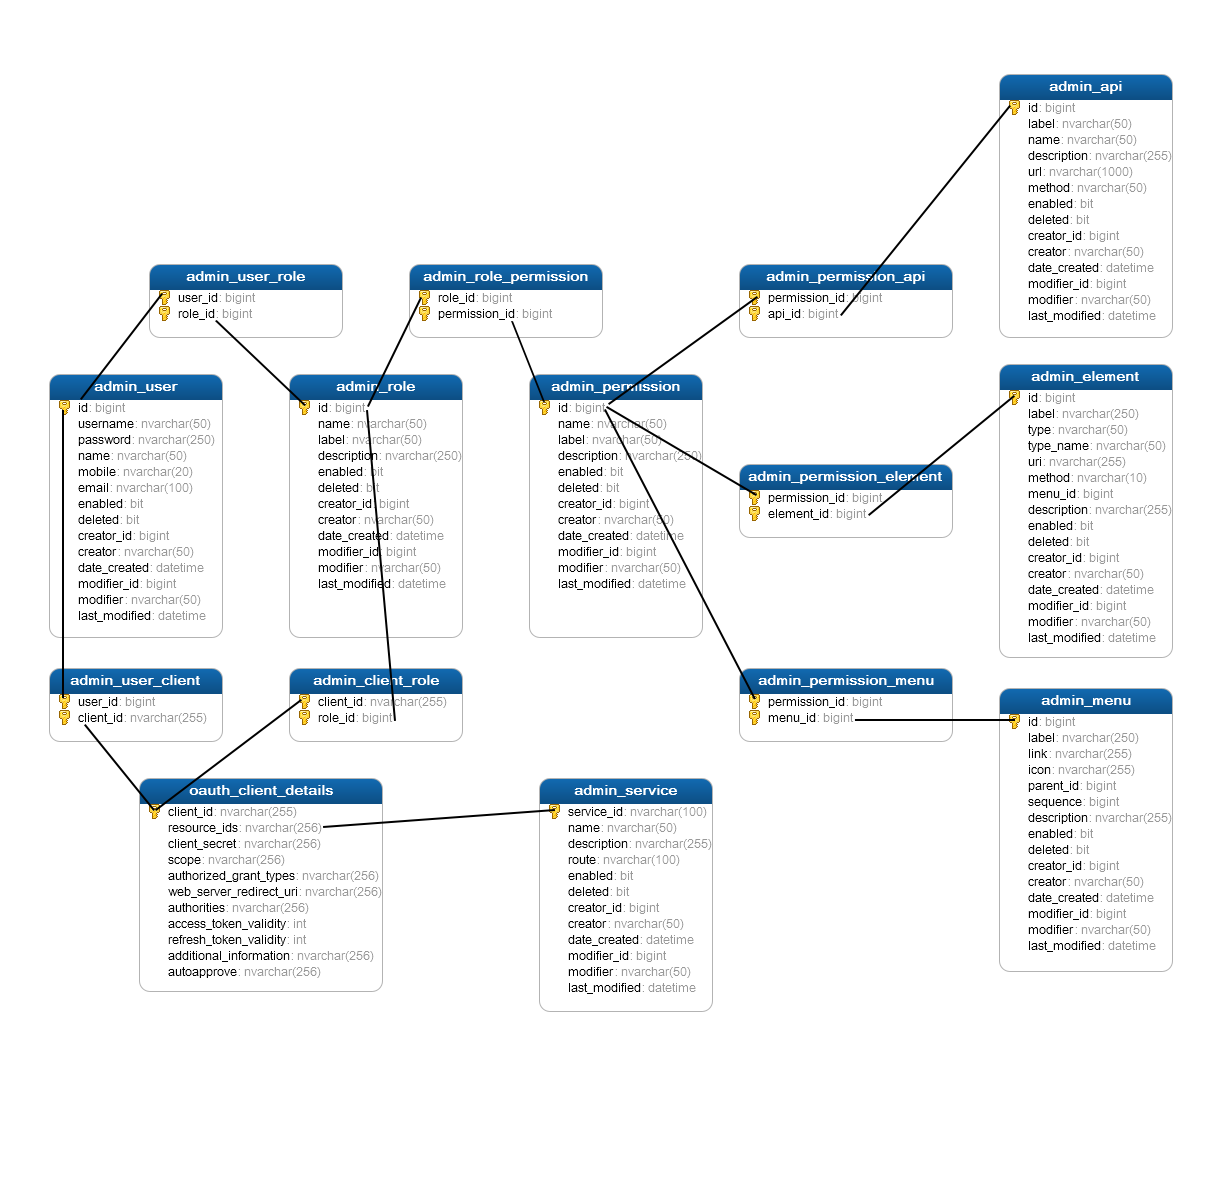 admin_api
id: bigint
label: nvarchar(50)
name: nvarchar(50)
description: nvarchar(255)
url: nvarchar(1000)
method: nvarchar(50)
enabled: bit
deleted: bit
creator_id: bigint
creator: nvarchar(50)
date_created: datetime
modifier_id: bigint
modifier: nvarchar(50)
last_modified: datetime
admin_user_role
user_id: bigint
role_id: bigint
admin_role_permission
role_id: bigint
permission_id: bigint
admin_permission_api
permission_id: bigint
api_id: bigint
admin_user
id: bigint
username: nvarchar(50)
password: nvarchar(250)
name: nvarchar(50)
mobile: nvarchar(20)
email: nvarchar(100)
enabled: bit
deleted: bit
creator_id: bigint
creator: nvarchar(50)
date_created: datetime
modifier_id: bigint
modifier: nvarchar(50)
last_modified: datetime
admin_role
id: bigint
name: nvarchar(50)
label: nvarchar(50)
description: nvarchar(250)
enabled: bit
deleted: bit
creator_id: bigint
creator: nvarchar(50)
date_created: datetime
modifier_id: bigint
modifier: nvarchar(50)
last_modified: datetime
admin_permission
id: bigint
name: nvarchar(50)
label: nvarchar(50)
description: nvarchar(250)
enabled: bit
deleted: bit
creator_id: bigint
creator: nvarchar(50)
date_created: datetime
modifier_id: bigint
modifier: nvarchar(50)
last_modified: datetime
admin_element
id: bigint
label: nvarchar(250)
type: nvarchar(50)
type_name: nvarchar(50)
uri: nvarchar(255)
method: nvarchar(10)
menu_id: bigint
description: nvarchar(255)
enabled: bit
deleted: bit
creator_id: bigint
creator: nvarchar(50)
date_created: datetime
modifier_id: bigint
modifier: nvarchar(50)
last_modified: datetime
admin_permission_element
permission_id: bigint
element_id: bigint
admin_user_client
user_id: bigint
client_id: nvarchar(255)
admin_client_role
client_id: nvarchar(255)
role_id: bigint
admin_permission_menu
permission_id: bigint
menu_id: bigint
admin_menu
id: bigint
label: nvarchar(250)
link: nvarchar(255)
icon: nvarchar(255)
parent_id: bigint
sequence: bigint
description: nvarchar(255)
enabled: bit
deleted: bit
creator_id: bigint
creator: nvarchar(50)
date_created: datetime
modifier_id: bigint
modifier: nvarchar(50)
last_modified: datetime
oauth_client_details
client_id: nvarchar(255)
resource_ids: nvarchar(256)
client_secret: nvarchar(256)
scope: nvarchar(256)
authorized_grant_types: nvarchar(256)
web_server_redirect_uri: nvarchar(256)
authorities: nvarchar(256)
access_token_validity: int
refresh_token_validity: int
additional_information: nvarchar(256)
autoapprove: nvarchar(256)
admin_service
service_id: nvarchar(100)
name: nvarchar(50)
description: nvarchar(255)
route: nvarchar(100)
enabled: bit
deleted: bit
creator_id: bigint
creator: nvarchar(50)
date_created: datetime
modifier_id: bigint
modifier: nvarchar(50)
last_modified: datetime